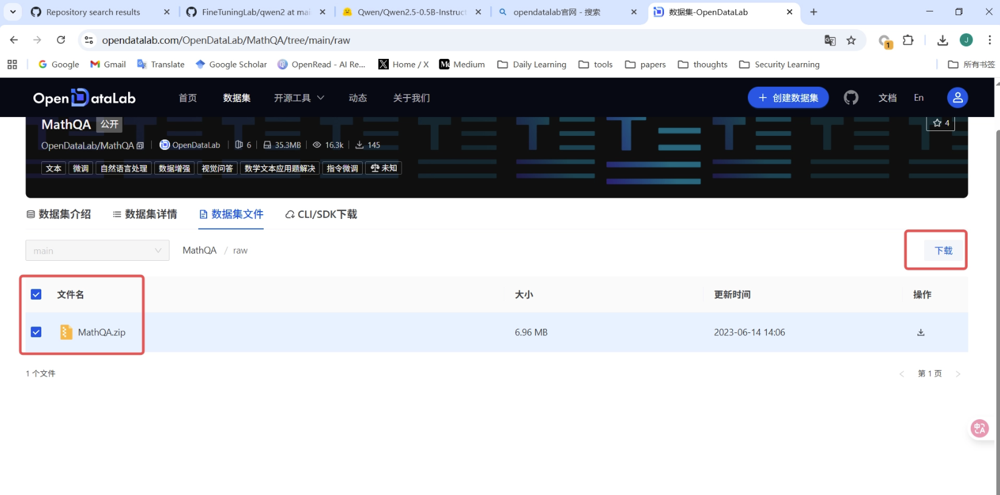 Repository search results
FineTuningLab/qwen2 at mai
Qwen/Qwen2.5-0.5B-Instruct
opendatalab官网 - 搜索
数据集-OpenDataLab
opendatalab.com/OpenDataLab/MathQA/tree/main/raw
1
J
Google
Gmail
Translate
Google Scholar
OpenRead - AI Re...
Home / X
Medium
Daily Learning
tools
papers
thoughts
Security Learning
所有书签
OpenDataLab
首页
数据集
开源工具
动态
关于我们
+ 创建数据集
文档
En
MathQA 公开
4
OpenDataLab/MathQA
OpenDataLab
6
35.3MB
16.3k
145
文本
微调
自然语言处理
数据增强
视觉问答
数学文本应用题解决
指令微调
未知
数据集介绍
数据集详情
数据集文件
CLI/SDK下载
main
MathQA / raw
下载
文件名
大小
更新时间
操作
MathQA.zip
6.96 MB
2023-06-14 14:06
1 个文件
< 第 1 页 >